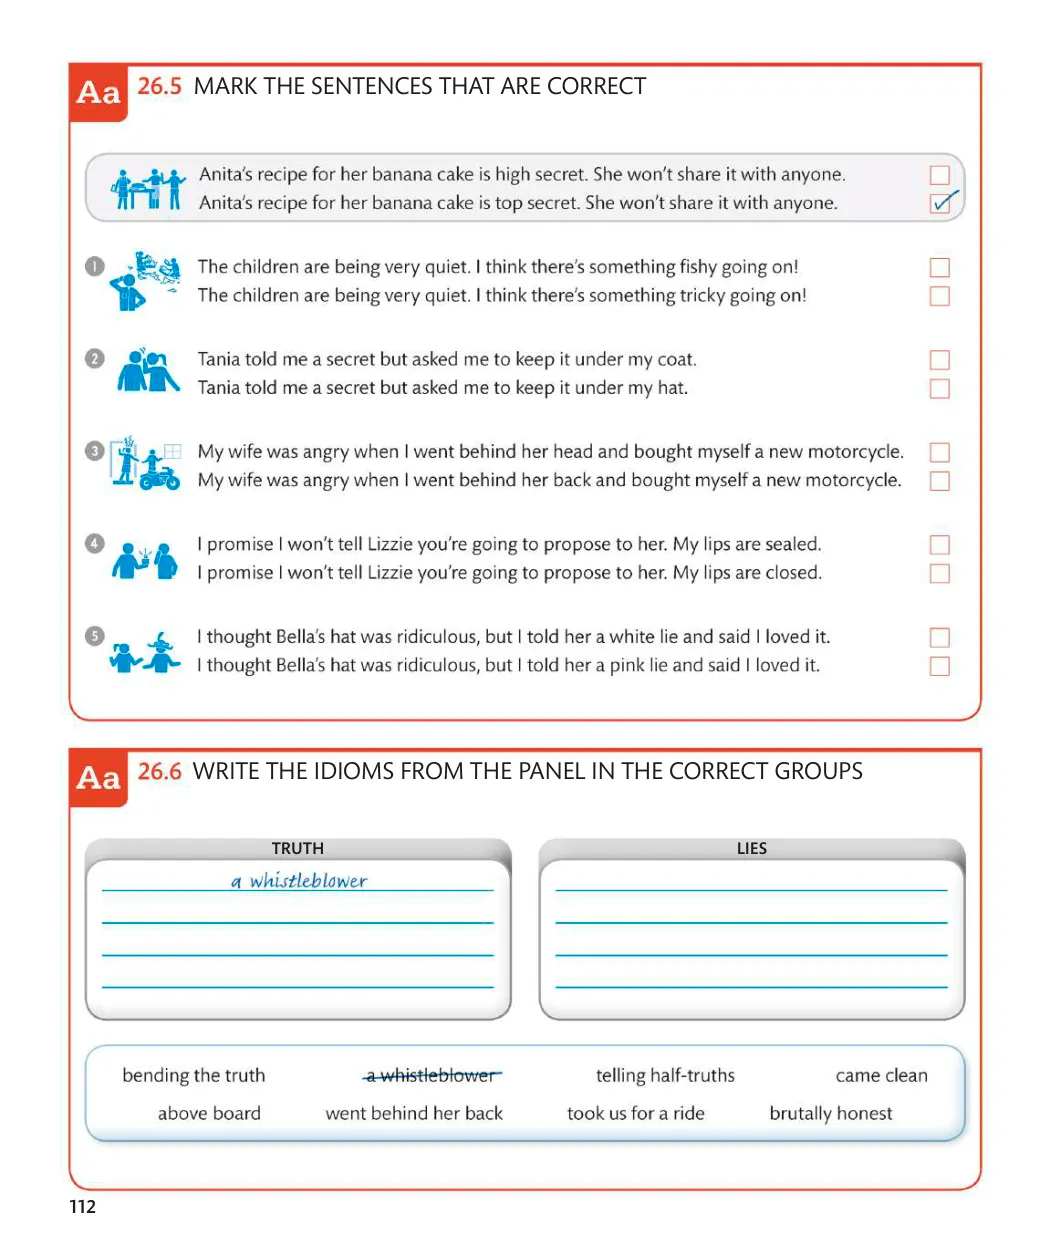 Aa 26.5 MARK THE SENTENCES THAT ARE CORRECT
Anita's recipe for her banana cake is high secret. She won't share it with anyone.
Anita's recipe for her banana cake is top secret. She won't share it with anyone.
1 The children are being very quiet. I think there's something fishy going on!
The children are being very quiet. I think there's something tricky going on!
2 Tania told me a secret but asked me to keep it under my coat.
Tania told me a secret but asked me to keep it under my hat.
3 My wife was angry when I went behind her head and bought myself a new motorcycle.
My wife was angry when I went behind her back and bought myself a new motorcycle.
4 I promise I won't tell Lizzie you're going to propose to her. My lips are sealed.
I promise I won't tell Lizzie you're going to propose to her. My lips are closed.
5 I thought Bella's hat was ridiculous, but I told her a white lie and said I loved it.
I thought Bella's hat was ridiculous, but I told her a pink lie and said I loved it.
Aa 26.6 WRITE THE IDIOMS FROM THE PANEL IN THE CORRECT GROUPS
TRUTH
a whistleblower
LIES
bending the truth a whistleblower telling half-truths came clean
above board went behind her back took us for a ride brutally honest
112